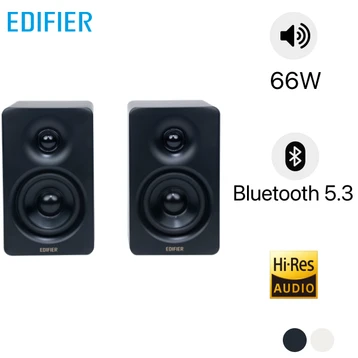 EDIFIER
66W
Bluetooth 5.3
EDIFIER
EDIFIER
Hi-Res
AUDIO